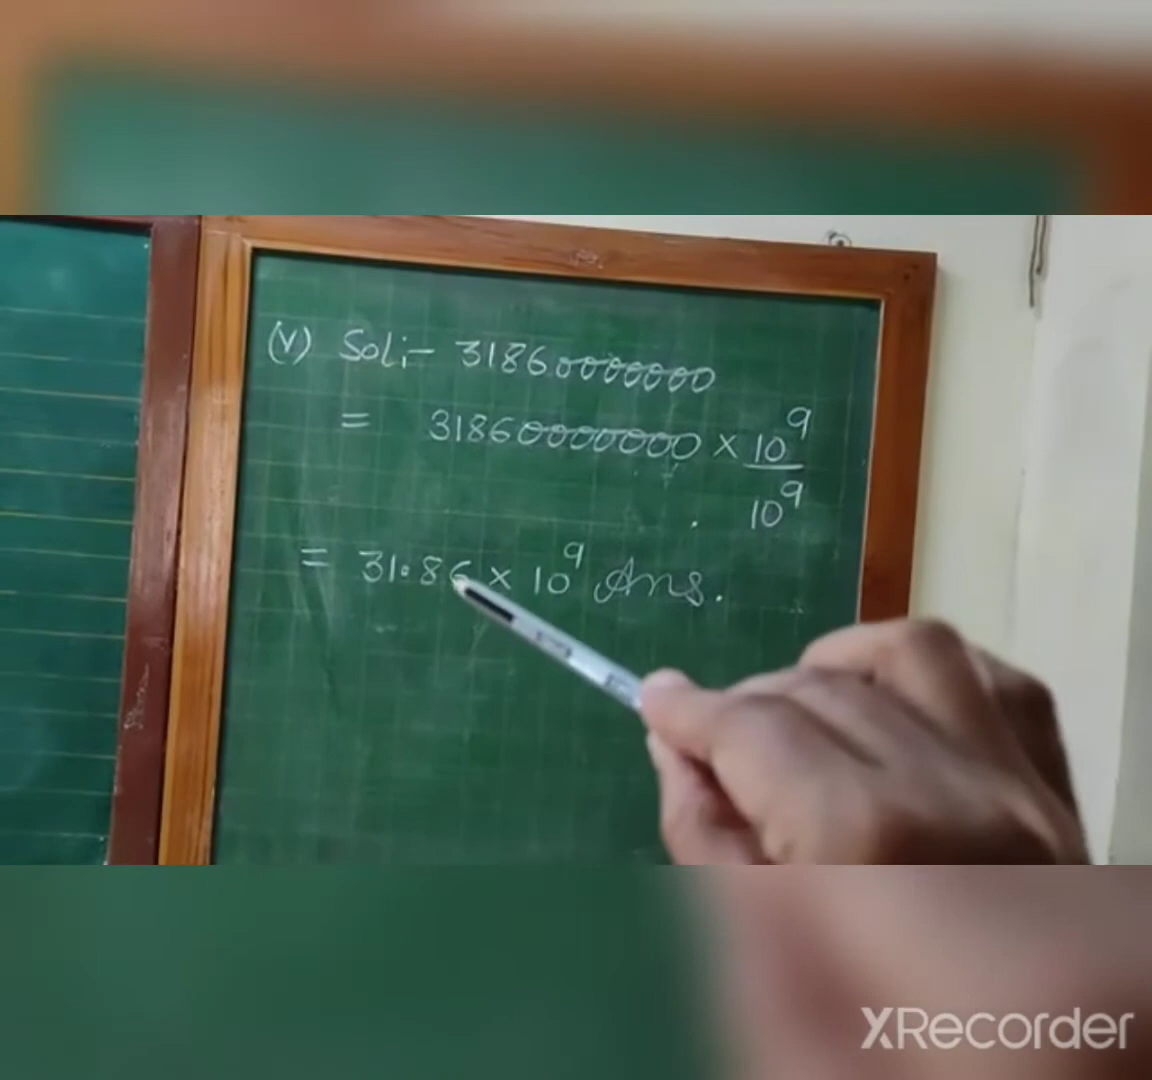 (V) Sol:- 31860000000
= 31860000000 × 10⁹
10⁹
= 31.86 × 10⁹ Ans.
XRecorder